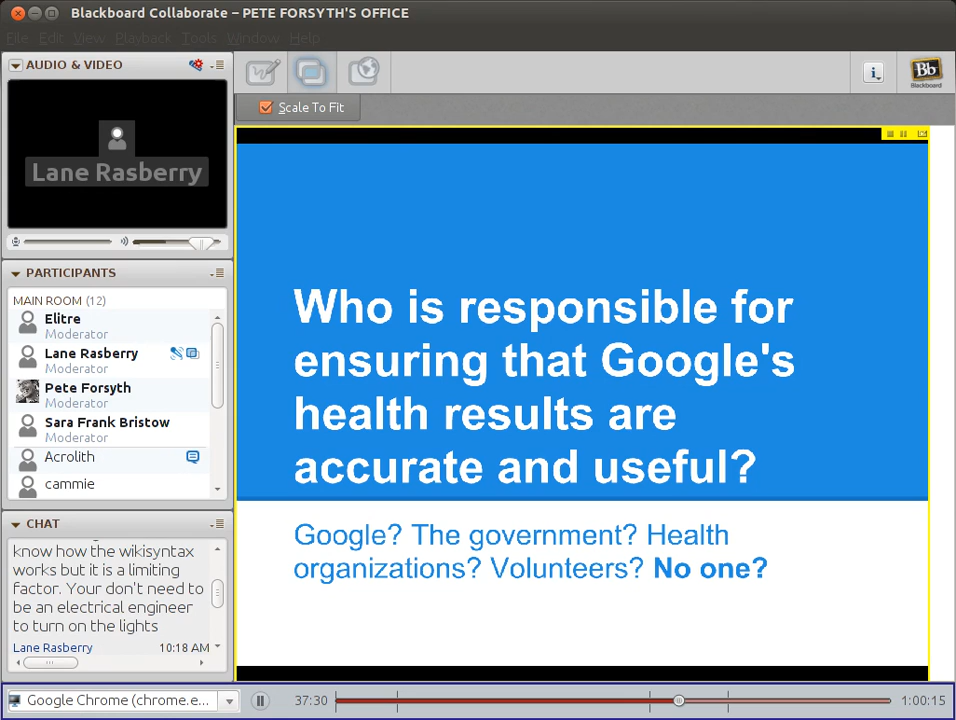 Blackboard Collaborate – PETE FORSYTH'S OFFICE
File Edit View Playback Tools Window Help
AUDIO & VIDEO
Lane Rasberry
PARTICIPANTS
MAIN ROOM (12)
Elitre
Moderator
Lane Rasberry
Moderator
Pete Forsyth
Moderator
Sara Frank Bristow
Moderator
Acrolith
cammie
CHAT
know how the wikisyntax
works but it is a limiting
factor. Your don't need to
be an electrical engineer
to turn on the lights
Lane Rasberry 10:18 AM
Scale To Fit
i
Bb
Blackboard
Who is responsible for
ensuring that Google's
health results are
accurate and useful?
Google? The government? Health
organizations? Volunteers? No one?
Google Chrome (chrome.e...
37:30
1:00:15